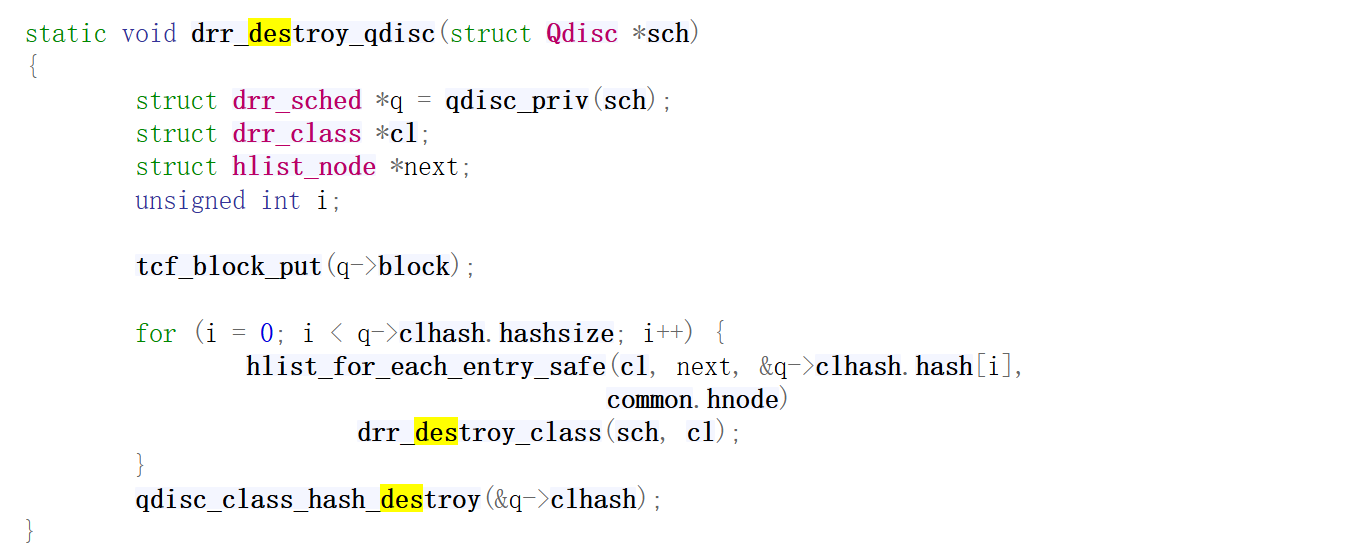 static void drr_destroy_qdisc(struct Qdisc *sch)
{
        struct drr_sched *q = qdisc_priv(sch);
        struct drr_class *cl;
        struct hlist_node *next;
        unsigned int i;

        tcf_block_put(q->block);

        for (i = 0; i < q->clhash.hashsize; i++) {
                hlist_for_each_entry_safe(cl, next, &q->clhash.hash[i],
                                          common.hnode)
                        drr_destroy_class(sch, cl);
        }
        qdisc_class_hash_destroy(&q->clhash);
}